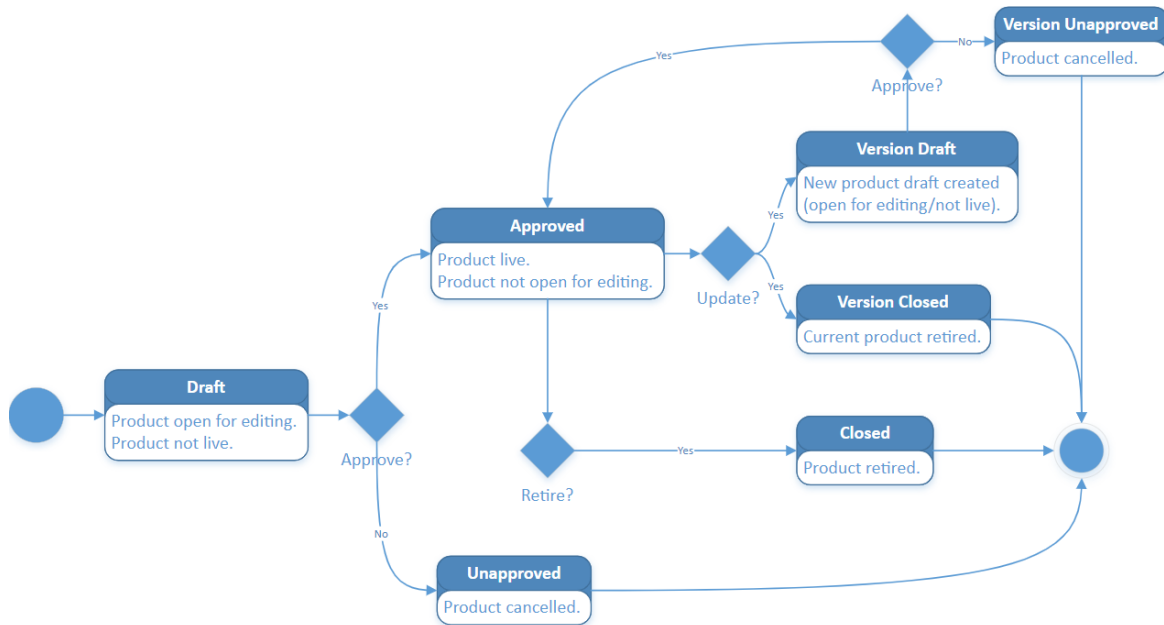 Version Unapproved
Product cancelled.
No
Yes
Approve?
Version Draft
New product draft created
(open for editing/not live).
Yes
Approved
Product live.
Product not open for editing.
Update?
Yes
Version Closed
Current product retired.
Yes
Draft
Product open for editing.
Product not live.
Approve?
Closed
Product retired.
Yes
Retire?
No
Unapproved
Product cancelled.